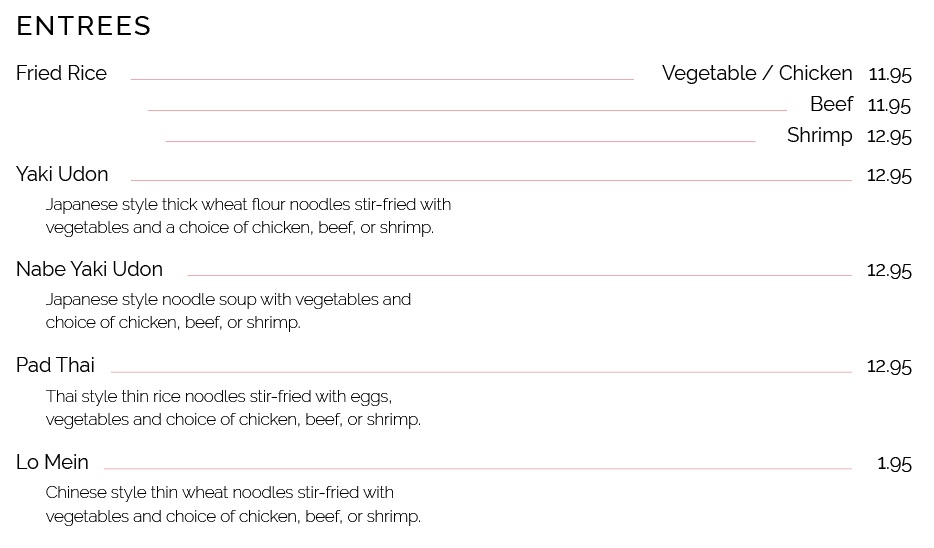 ENTREES
Fried Rice Vegetable / Chicken 11.95
Beef 11.95
Shrimp 12.95
Yaki Udon 12.95
Japanese style thick wheat flour noodles stir-fried with
vegetables and a choice of chicken, beef, or shrimp.
Nabe Yaki Udon 12.95
Japanese style noodle soup with vegetables and
choice of chicken, beef, or shrimp.
Pad Thai 12.95
Thai style thin rice noodles stir-fried with eggs,
vegetables and choice of chicken, beef, or shrimp.
Lo Mein 1.95
Chinese style thin wheat noodles stir-fried with
vegetables and choice of chicken, beef, or shrimp.